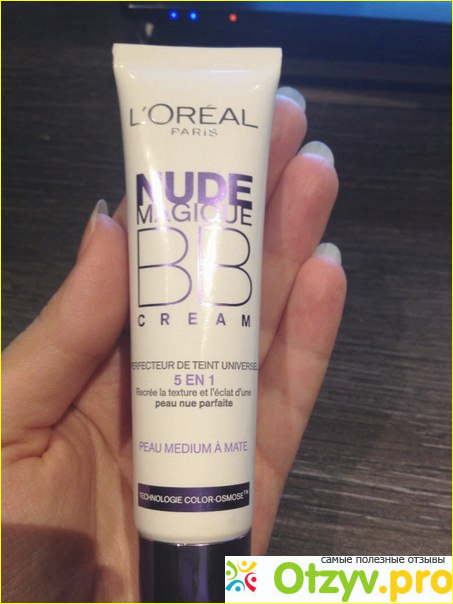 L'ORÉAL
PARIS
NUDE
MAGIQUE
BB
CREAM
PERFECTEUR DE TEINT UNIVERSEL
5 EN 1
Recrée la texture et l'éclat d'une
peau nue parfaite
PEAU MEDIUM À MATE
TECHNOLOGIE COLOR-OSMOSE™
самые полезные отзывы
Otzyv.pro